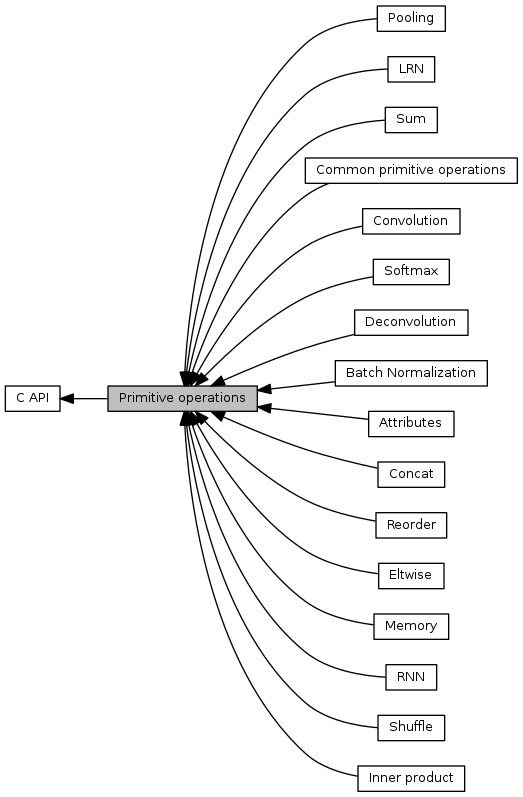 Pooling
LRN
Sum
Common primitive operations
Convolution
Softmax
Deconvolution
Batch Normalization
C API
Primitive operations
Attributes
Concat
Reorder
Eltwise
Memory
RNN
Shuffle
Inner product